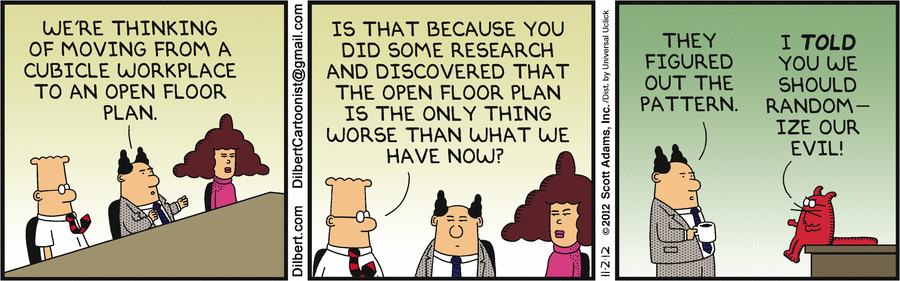 WE'RE THINKING
OF MOVING FROM A
CUBICLE WORKPLACE
TO AN OPEN FLOOR
PLAN.
Dilbert.com DilbertCartoonist@gmail.com
IS THAT BECAUSE YOU
DID SOME RESEARCH
AND DISCOVERED THAT
THE OPEN FLOOR PLAN
IS THE ONLY THING
WORSE THAN WHAT WE
HAVE NOW?
11-2-12 ©2012 Scott Adams, Inc./Dist. by Universal Uclick
THEY
FIGURED
OUT THE
PATTERN.
I TOLD
YOU WE
SHOULD
RANDOM–
IZE OUR
EVIL!